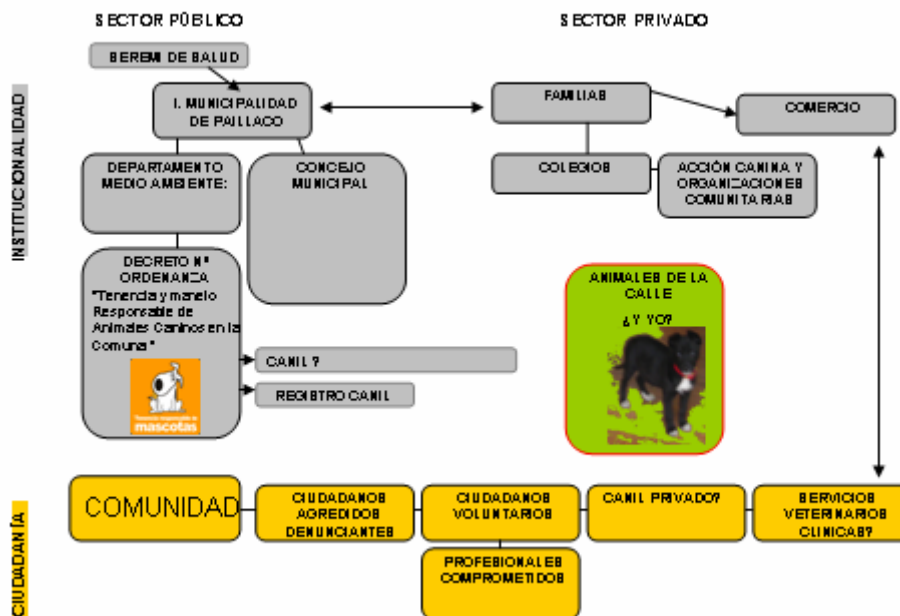 SECTOR PÚBLICO
SECTOR PRIVADO
SEREMI DE SALUD
I. MUNICIPALIDAD
DE PAILLACO
FAMILIAS
COMERCIO
DEPARTAMENTO
MEDIO AMBIENTE:
CONCEJO
MUNICIPAL
COLEGIOS
ACCIÓN CANINA Y
ORGANIZACIONES
COMUNITARIAS
INSTITUCIONALIDAD
DECRETO Nº
ORDENANZA
"Tenencia y manejo
Responsable de
Animales Caninos en la
Comuna"
mascotas
CANIL ?
REGISTRO CANIL
ANIMALES DE LA
CALLE
¿Y YO?
CIUDADANÍA
COMUNIDAD
CIUDADANOS
AGREDIDOS
DENUNCIANTES
CIUDADANOS
VOLUNTARIOS
CANIL PRIVADO?
SERVICIOS
VETERINARIOS
CLINICAS?
PROFESIONALES
COMPROMETIDOS